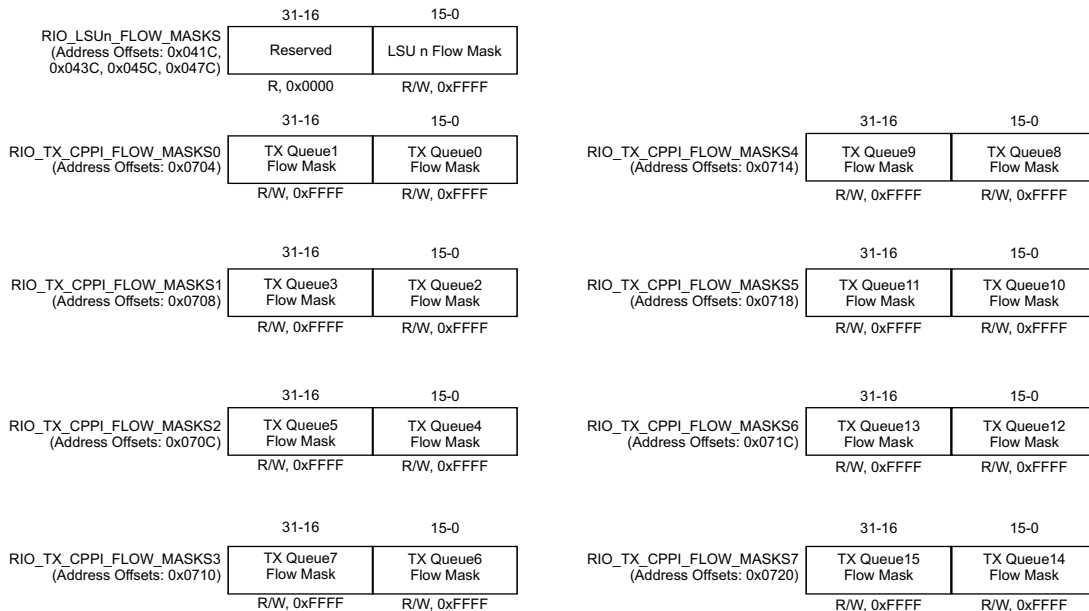 31-16 15-0
RIO_LSUn_FLOW_MASKS
(Address Offsets: 0x041C,
0x043C, 0x045C, 0x047C)
Reserved LSU n Flow Mask
R, 0x0000 R/W, 0xFFFF
31-16 15-0
RIO_TX_CPPI_FLOW_MASKS0
(Address Offsets: 0x0704)
TX Queue1 TX Queue0
Flow Mask Flow Mask
R/W, 0xFFFF R/W, 0xFFFF
31-16 15-0
RIO_TX_CPPI_FLOW_MASKS4
(Address Offsets: 0x0714)
TX Queue9 TX Queue8
Flow Mask Flow Mask
R/W, 0xFFFF R/W, 0xFFFF
31-16 15-0
RIO_TX_CPPI_FLOW_MASKS1
(Address Offsets: 0x0708)
TX Queue3 TX Queue2
Flow Mask Flow Mask
R/W, 0xFFFF R/W, 0xFFFF
31-16 15-0
RIO_TX_CPPI_FLOW_MASKS5
(Address Offsets: 0x0718)
TX Queue11 TX Queue10
Flow Mask Flow Mask
R/W, 0xFFFF R/W, 0xFFFF
31-16 15-0
RIO_TX_CPPI_FLOW_MASKS2
(Address Offsets: 0x070C)
TX Queue5 TX Queue4
Flow Mask Flow Mask
R/W, 0xFFFF R/W, 0xFFFF
31-16 15-0
RIO_TX_CPPI_FLOW_MASKS6
(Address Offsets: 0x071C)
TX Queue13 TX Queue12
Flow Mask Flow Mask
R/W, 0xFFFF R/W, 0xFFFF
31-16 15-0
RIO_TX_CPPI_FLOW_MASKS3
(Address Offsets: 0x0710)
TX Queue7 TX Queue6
Flow Mask Flow Mask
R/W, 0xFFFF R/W, 0xFFFF
31-16 15-0
RIO_TX_CPPI_FLOW_MASKS7
(Address Offsets: 0x0720)
TX Queue15 TX Queue14
Flow Mask Flow Mask
R/W, 0xFFFF R/W, 0xFFFF